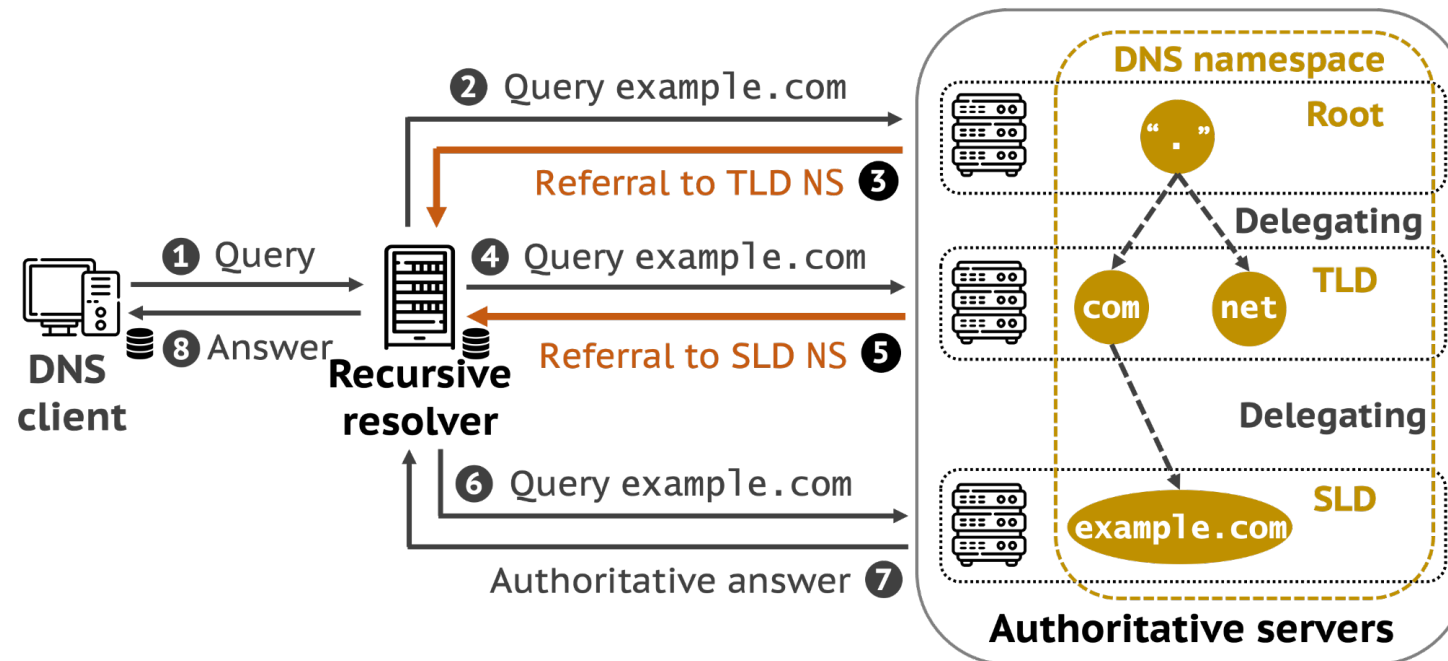 DNS namespace
❷ Query example.com
Root
“.”
Referral to TLD NS ❸
Delegating
❶ Query
❹ Query example.com
TLD
com
net
❽ Answer
Referral to SLD NS ❺
DNS
client
Recursive
resolver
Delegating
❻ Query example.com
SLD
example.com
Authoritative answer ❼
Authoritative servers